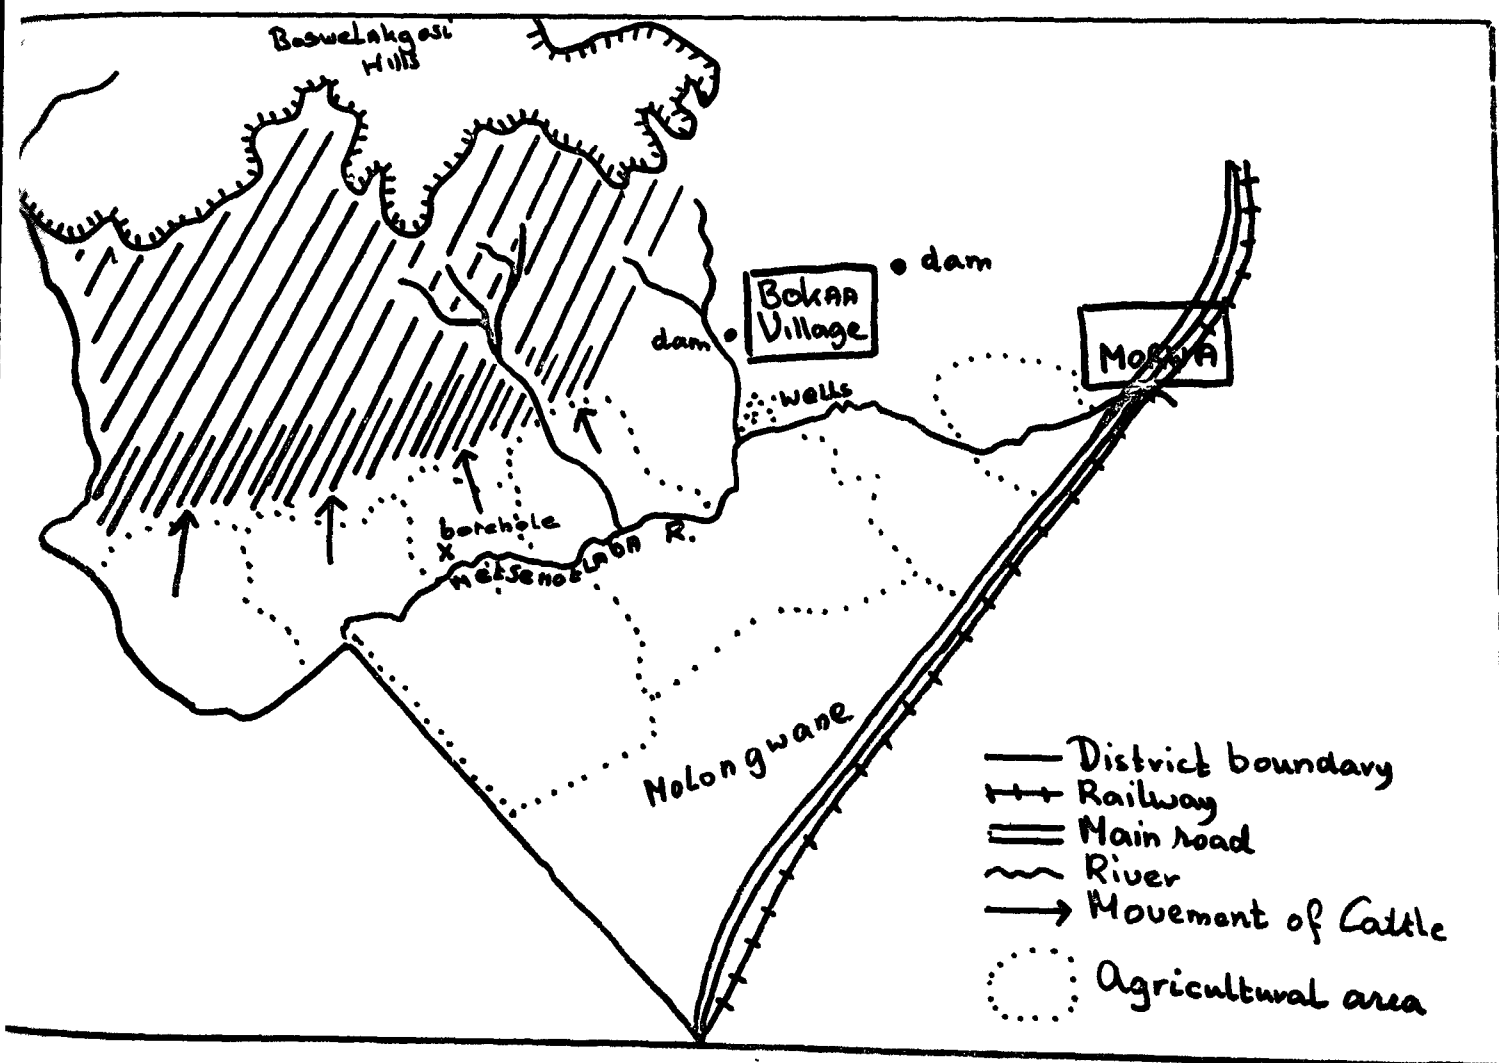 Boswelakgosi
Hills
dam
BOKAA
Village
dam
wells
borehole
X
Metsemotlaba R.
Molongwane
District boundary
Railway
Main road
River
Movement of Cattle
Agricultural area